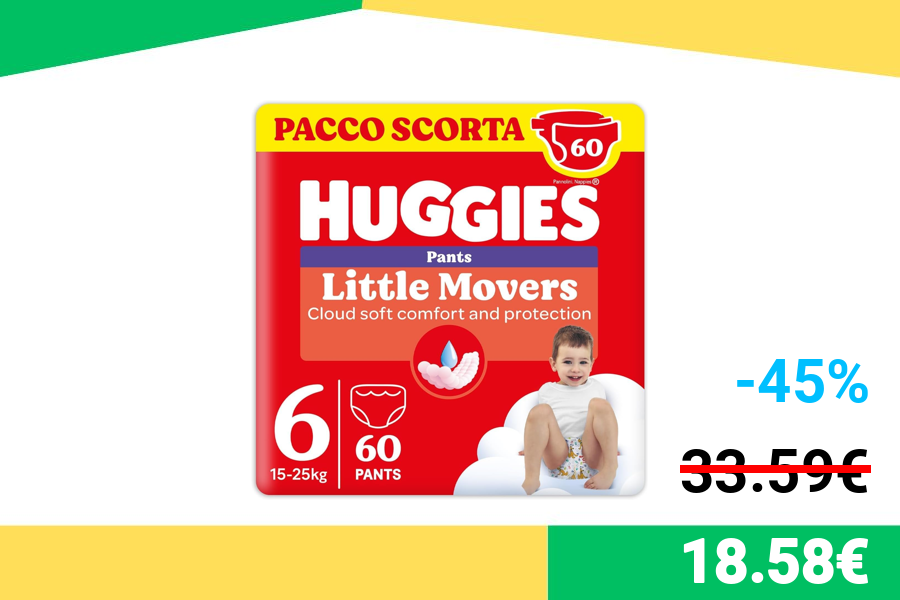 PACCO SCORTA
60
Pannolini, Nappies ®
HUGGIES
Pants
Little Movers
Cloud soft comfort and protection
6
15-25kg
60
PANTS
-45%
33.59€
18.58€